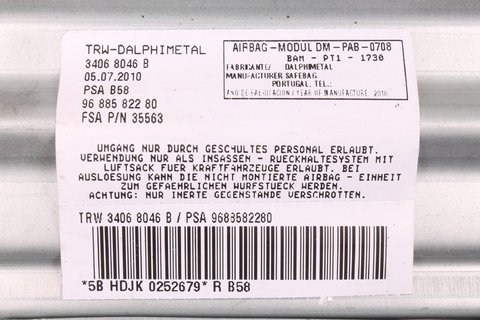 TRW-DALPHIMETAL
3406 8046 B
05.07.2010
PSA B58
96 885 822 80
FSA P/N 35563
AIRBAG-MODUL DM-PAB-0708
BAM - PT1 - 1730
FABRICANTE/ DALPHIMETAL
MANUFACTURER SAFEBAG
PORTUGAL, TEL.:
ANO DE FABRICACION / YEAR OF MANUFACTURE: 2010
UMGANG NUR DURCH GESCHULTES PERSONAL ERLAUBT.
VERWENDUNG NUR ALS INSASSEN - RUECKHALTESYSTEM MIT
LUFTSACK FUER KRAFTFAHRZEUGE ERLAUBT. BEI
AUSLOESUNG KANN DIE NICHT MONTIERTE AIRBAG - EINHEIT
ZUM GEFAEHRLICHEN WURFSTUECK WERDEN.
ACHTUNG: NUR INERTE GEGENSTAENDE VERSCHROTTEN.
TRW 3406 8046 B / PSA 9688582280
*5B HDJK 0252679* R B58